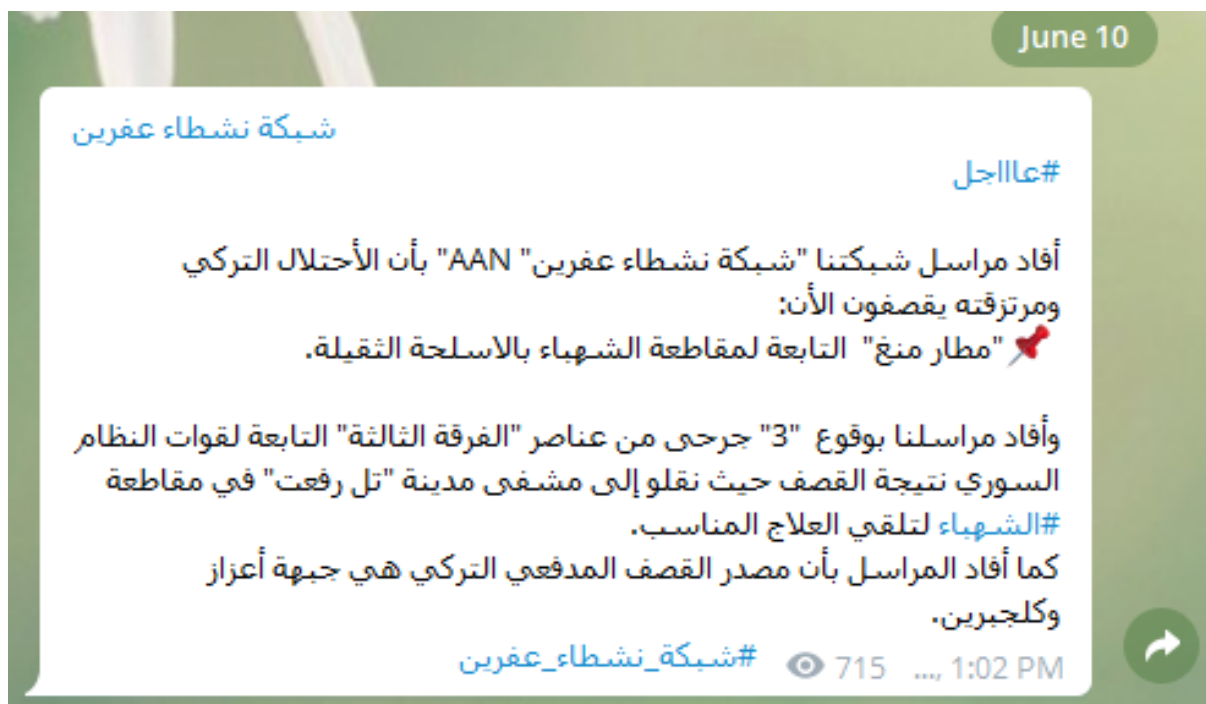 June 10
شبكة نشطاء عفرين
#عاااجل
أفاد مراسل شبكتنا "شبكة نشطاء عفرين" AAN" بأن الأحتلال التركي
ومرتزقته يقصفون الأن:
📌"مطار منغ" التابعة لمقاطعة الشهباء بالاسلحة الثقيلة.
وأفاد مراسلنا بوقوع "3" جرحى من عناصر "الفرقة الثالثة" التابعة لقوات النظام
السوري نتيجة القصف حيث نقلو إلى مشفى مدينة "تل رفعت" في مقاطعة
#الشهباء لتلقي العلاج المناسب.
كما أفاد المراسل بأن مصدر القصف المدفعي التركي هي جبهة أعزاز
وكلجبرين.
#شبكة_نشطاء_عفرين 715 ..., 1:02 PM